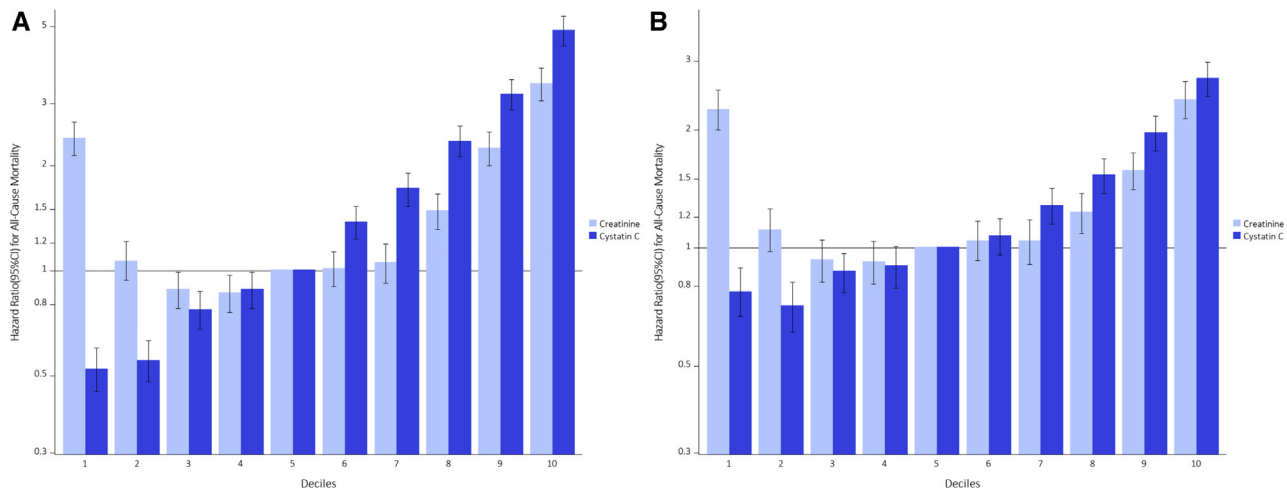 A
Hazard Ratio(95%CI) for All-Cause Mortality
5
3
2
1.5
1.2
1
0.8
0.5
0.3
1 2 3 4 5 6 7 8 9 10
Deciles
Creatinine
Cystatin C
B
Hazard Ratio(95%CI) for All-Cause Mortality
3
2
1.5
1.2
1
0.8
0.5
0.3
1 2 3 4 5 6 7 8 9 10
Deciles
Creatinine
Cystatin C